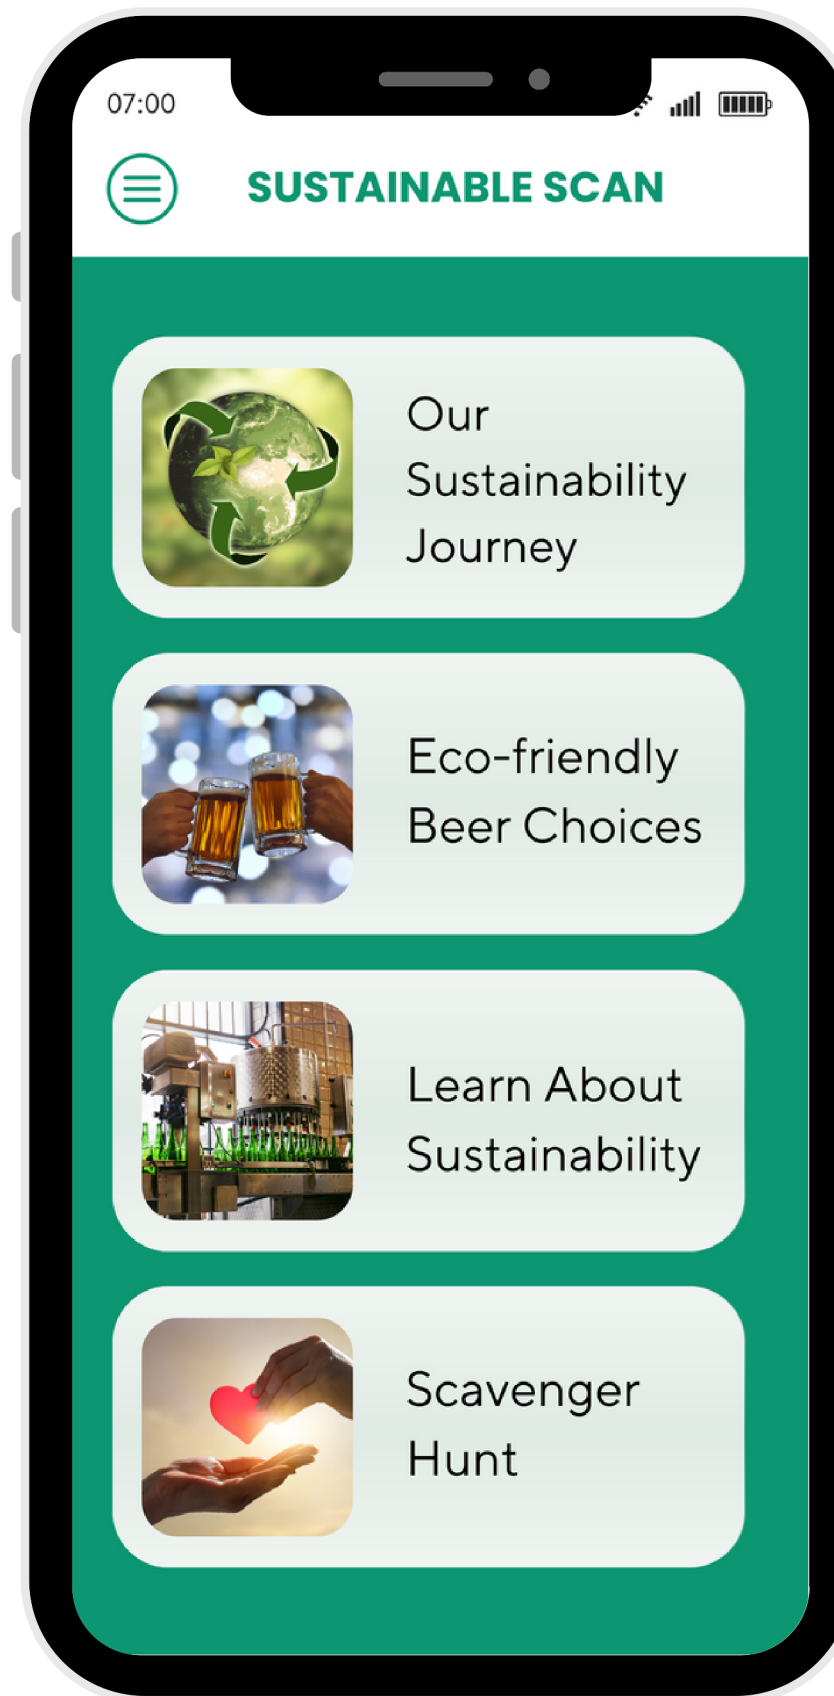 07:00
SUSTAINABLE SCAN
Our
Sustainability
Journey
Eco-friendly
Beer Choices
Learn About
Sustainability
Scavenger
Hunt